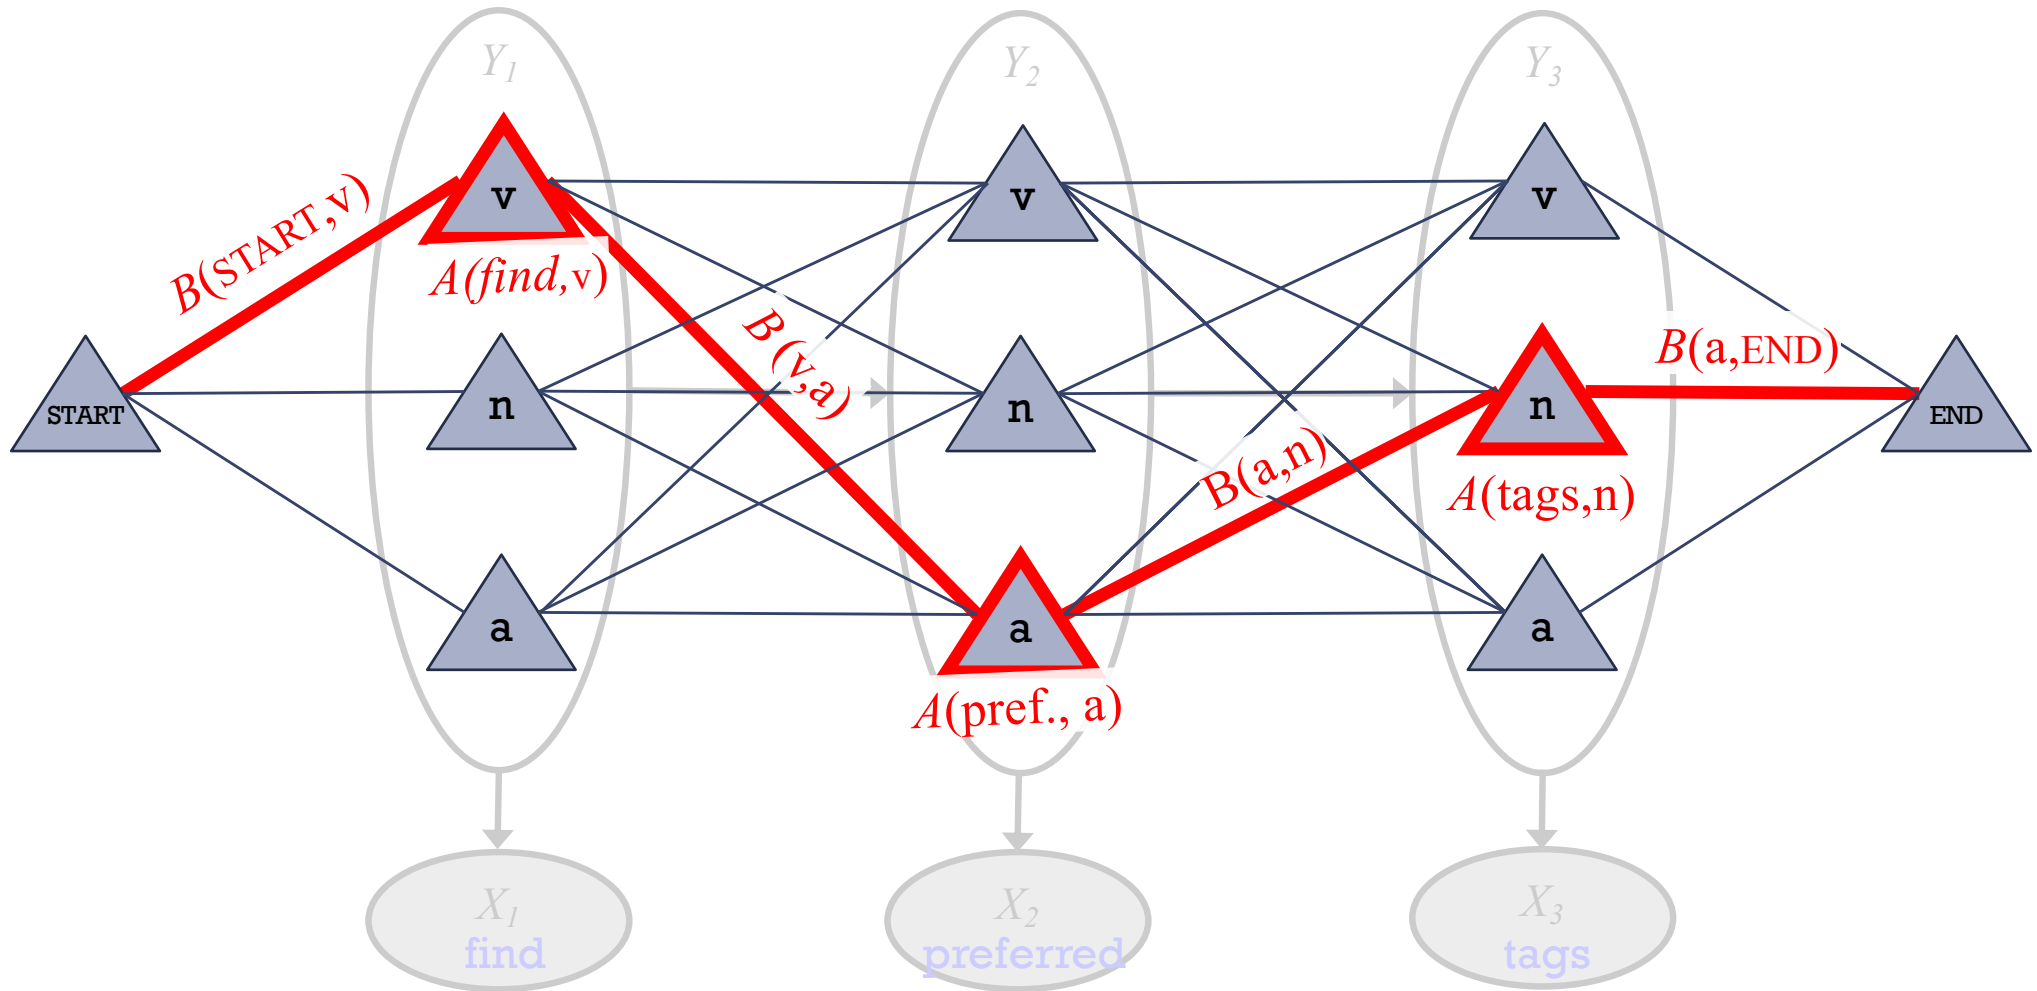 Y1 Y2 Y3
v v v
B(START,v)
A(find,v)
B(v,a)
B(a,END)
START n n n END
B(a,n)
A(tags,n)
a a a
A(pref., a)
X1 X2 X3
find preferred tags